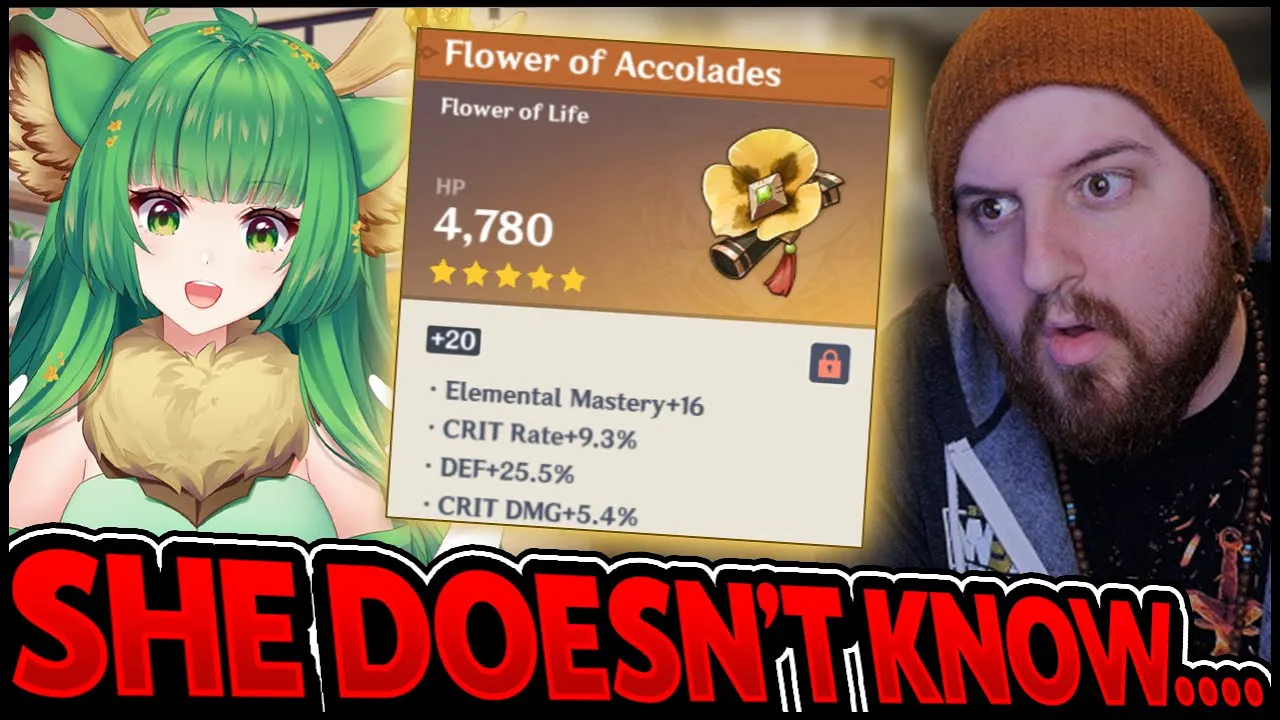 Flower of Accolades
Flower of Life
HP
4,780
+20
· Elemental Mastery+16
· CRIT Rate+9.3%
· DEF+25.5%
· CRIT DMG+5.4%
SHE DOESN'T KNOW....